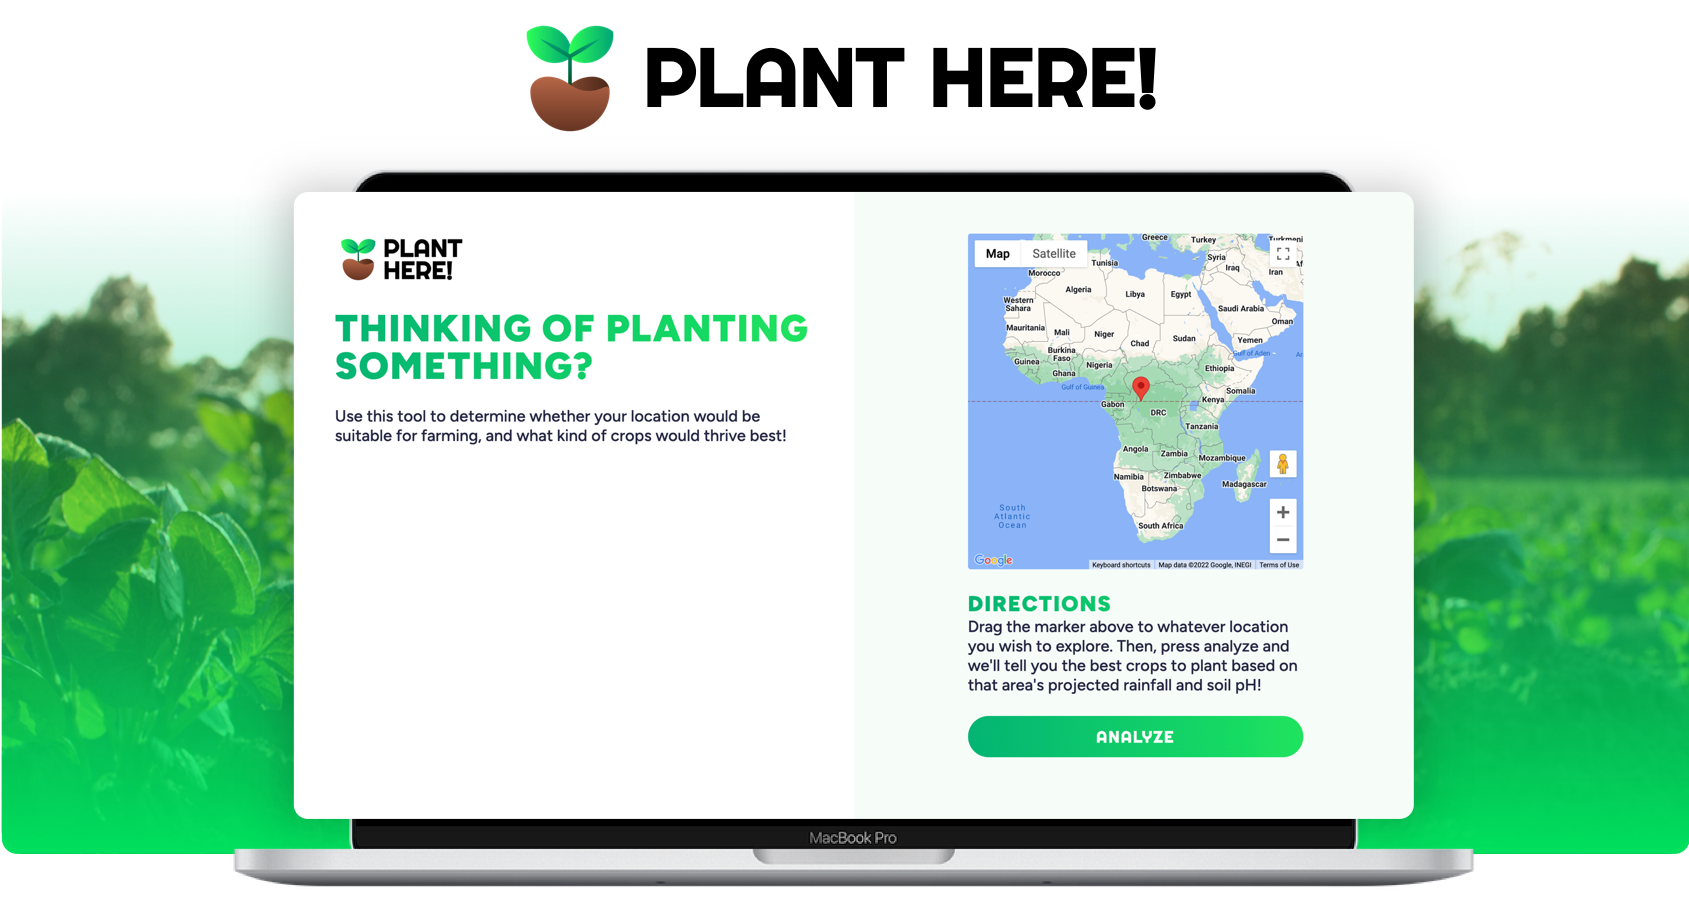 PLANT HERE!
PLANT
HERE!
THINKING OF PLANTING
SOMETHING?
Use this tool to determine whether your location would be
suitable for farming, and what kind of crops would thrive best!
Map
Satellite
Greece
Turkey
Tunisia
Syria
Iraq
Iran
Morocco
Algeria
Libya
Egypt
Western
Sahara
Saudi Arabia
Oman
Mauritania
Mali
Niger
Chad
Sudan
Yemen
Gulf of Aden
Burkina
Faso
Guinea
Ghana
Nigeria
Ethiopia
Gulf of Guinea
Somalia
Gabon
Kenya
DRC
Tanzania
Angola
Zambia
Mozambique
Namibia
Zimbabwe
Botswana
Madagascar
South
Atlantic
Ocean
South Africa
Google
Keyboard shortcuts
Map data ©2022 Google, INEGI
Terms of Use
DIRECTIONS
Drag the marker above to whatever location
you wish to explore. Then, press analyze and
we'll tell you the best crops to plant based on
that area's projected rainfall and soil pH!
ANALYZE
MacBook Pro